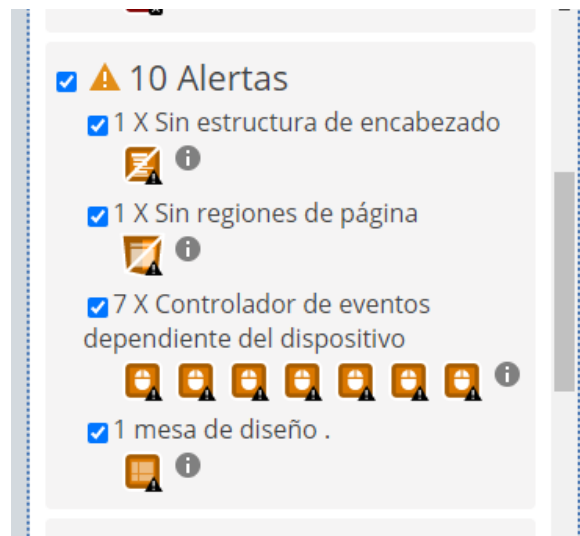 10 Alertas
1 X Sin estructura de encabezado
1 X Sin regiones de página
7 X Controlador de eventos
dependiente del dispositivo
1 mesa de diseño .